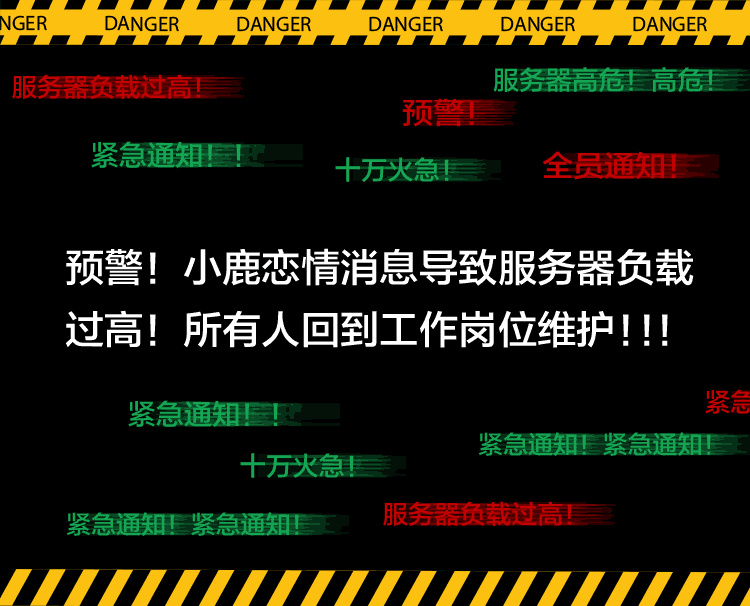 NGER DANGER DANGER DANGER DANGER DANGER
服务器负载过高！
服务器高危！高危！
预警！
紧急通知！！
十万火急！
全员通知！
预警！小鹿恋情消息导致服务器负载
过高！所有人回到工作岗位维护！！！
紧急
紧急通知！！
紧急通知！紧急通知！
十万火急！
服务器负载过高！
紧急通知！紧急通知！